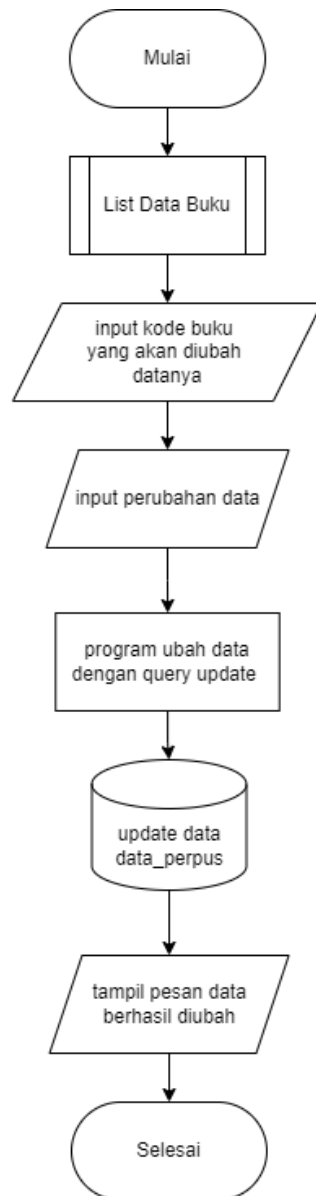 Mulai
List Data Buku
input kode buku
yang akan diubah
datanya
input perubahan data
program ubah data
dengan query update
update data
data_perpus
tampil pesan data
berhasil diubah
Selesai